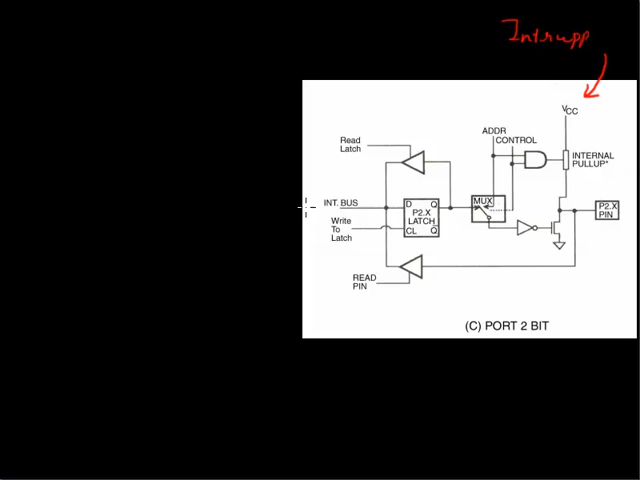 Intrupp
VCC
ADDR
CONTROL
Read
Latch
INTERNAL
PULLUP*
INT. BUS
D Q
P2.X
LATCH
CL Q̅
MUX
P2.X
PIN
Write
To
Latch
READ
PIN
(C) PORT 2 BIT